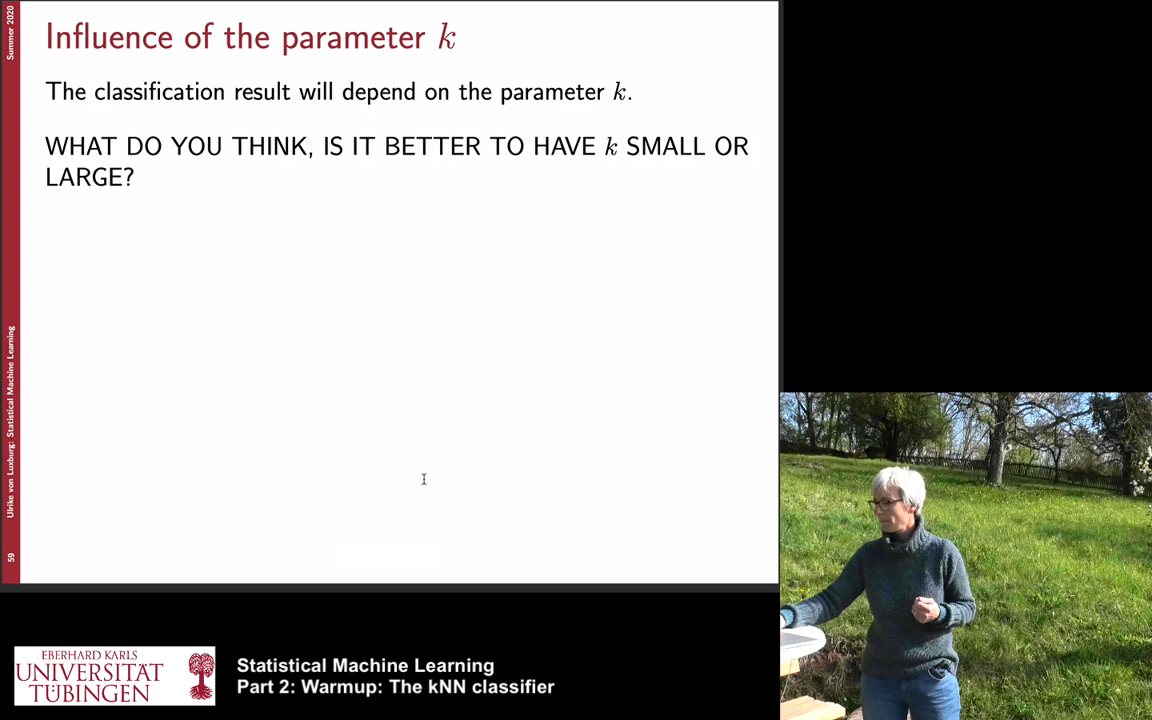 Influence of the parameter k
The classification result will depend on the parameter k.
WHAT DO YOU THINK, IS IT BETTER TO HAVE k SMALL OR
LARGE?
Summer 2020
Ulrike von Luxburg: Statistical Machine Learning
59
EBERHARD KARLS
UNIVERSITÄT
TÜBINGEN
Statistical Machine Learning
Part 2: Warmup: The kNN classifier